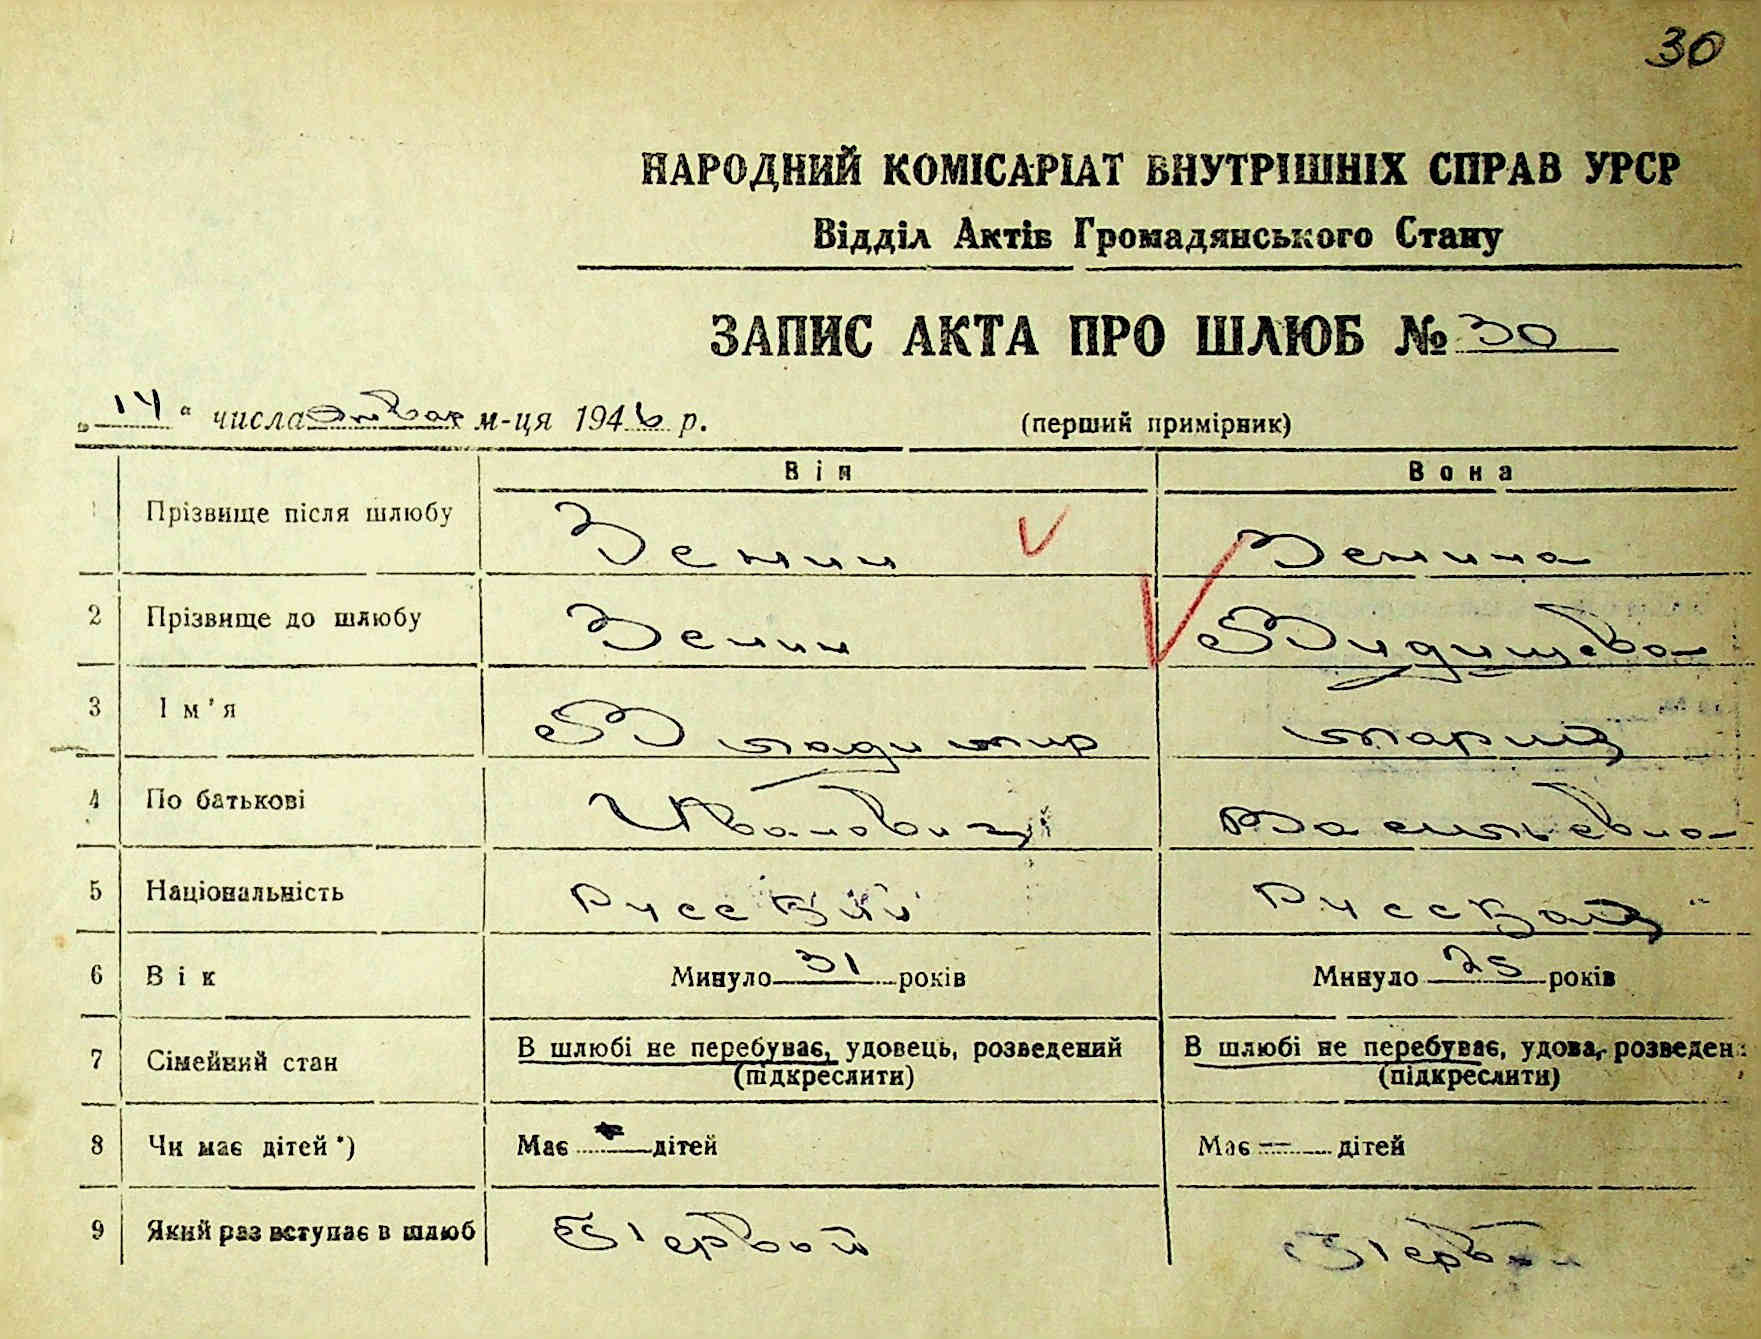 30
НАРОДНИЙ КОМІСАРІАТ ВНУТРІШНІХ СПРАВ УРСР
Відділ Актів Громадянського Стану
ЗАПИС АКТА ПРО ШЛЮБ № 30
„14“ числа января м-ця 1946 р. (перший примірник)
Він Вона
1 Прізвище після шлюбу Зенин Зенина
2 Прізвище до шлюбу Зенин
3 Ім'я Владимир Мария
4 По батькові Иванович Васильевна
5 Національність Русский Русская
6 Вік Минуло 31 років Минуло 25 років
7 Сімейний стан В шлюбі не перебуває, удовець, розведений В шлюбі не перебуває, удова, розведен
(підкреслити) (підкреслити)
8 Чи має дітей *) Має — дітей Має — дітей
9 Який раз вступає в шлюб Первый Первый